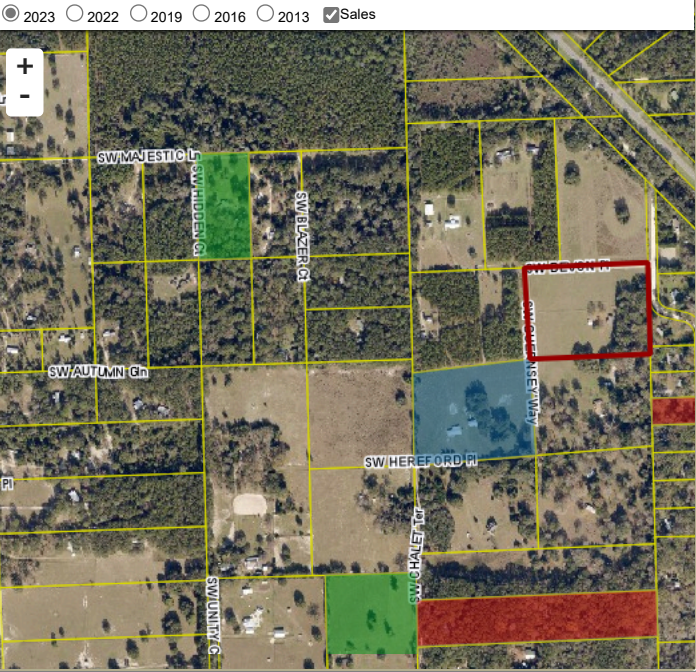 2023 2022 2019 2016 2013 Sales
+
-
SW MAJESTIC Ln
SW HIDDEN Ct
SW BLAZER Ct
SW DEVON Pl
SW GUERNSEY Way
SW AUTUMN Gln
SW HEREFORD Pl
Pl
SW CHALET Ter
SW UNITY C